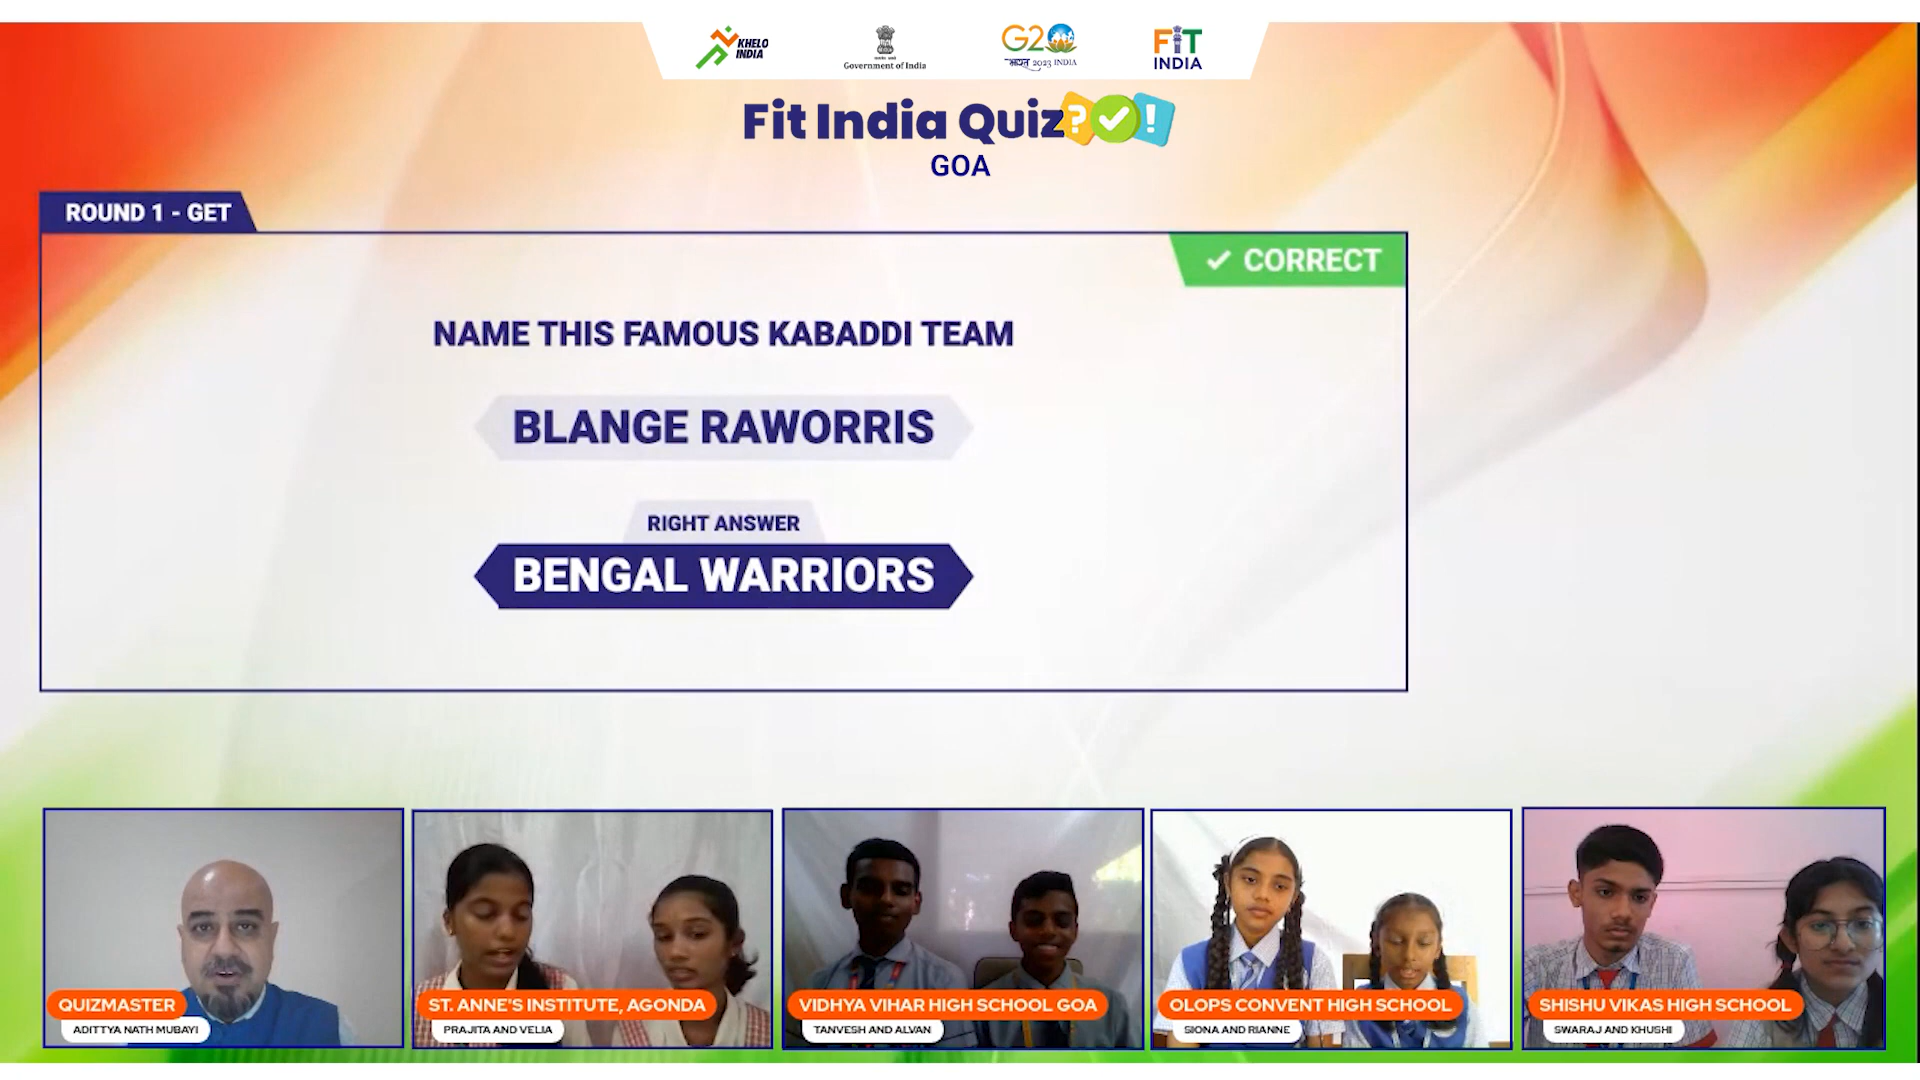 KHELO
INDIA
Government of India
G20
भारत 2023 INDIA
FIT
INDIA
Fit India Quiz?!
GOA
ROUND 1 - GET
CORRECT
NAME THIS FAMOUS KABADDI TEAM
BLANGE RAWORRIS
RIGHT ANSWER
BENGAL WARRIORS
QUIZMASTER
ADITTYA NATH MUBAYI
ST. ANNE'S INSTITUTE, AGONDA
PRAJITA AND VELIA
VIDHYA VIHAR HIGH SCHOOL GOA
TANVESH AND ALVAN
OLOPS CONVENT HIGH SCHOOL
SIONA AND RIANNE
SHISHU VIKAS HIGH SCHOOL
SWARAJ AND KHUSHI